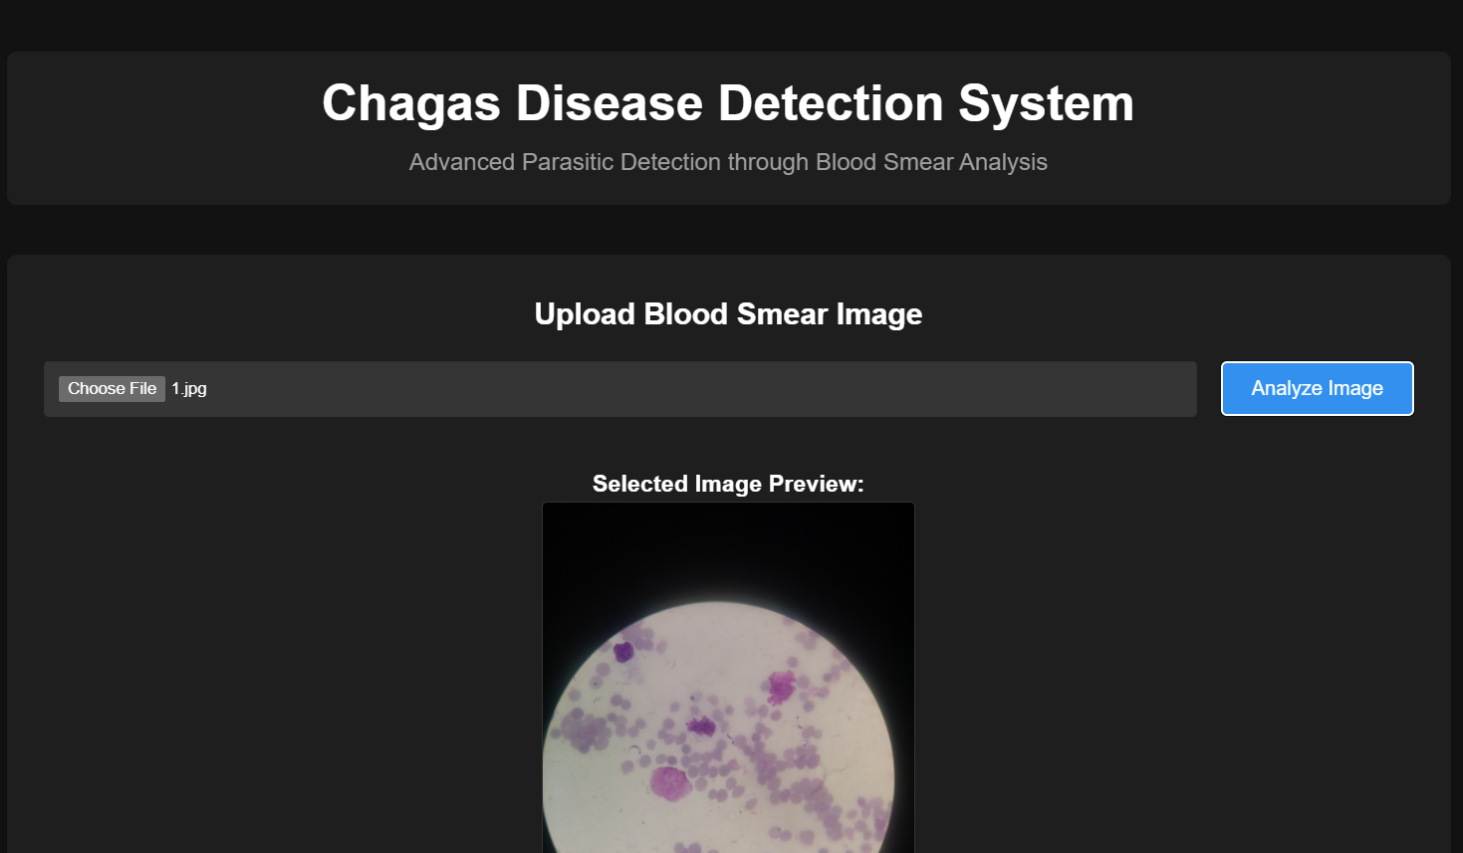 Chagas Disease Detection System
Advanced Parasitic Detection through Blood Smear Analysis
Upload Blood Smear Image
Choose File 1.jpg
Analyze Image
Selected Image Preview: